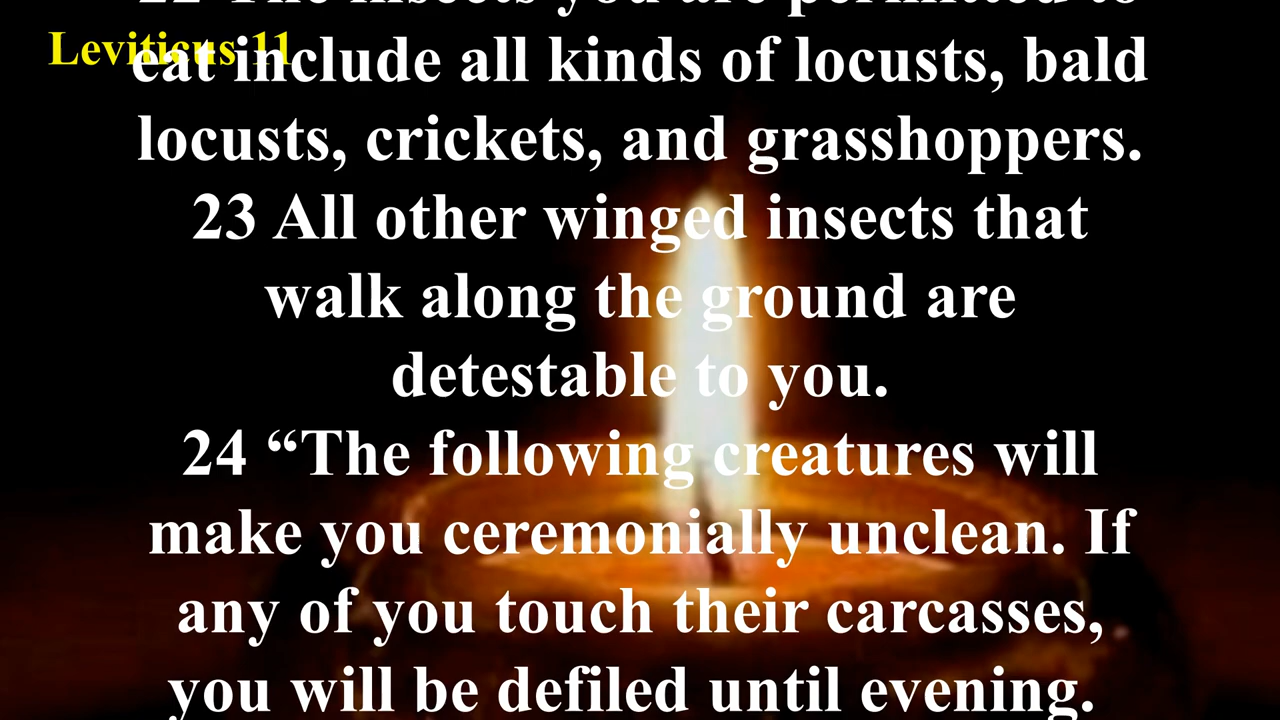 22 The insects you are permitted to
Leviticus 11
eat include all kinds of locusts, bald
locusts, crickets, and grasshoppers.
23 All other winged insects that
walk along the ground are
detestable to you.
24 “The following creatures will
make you ceremonially unclean. If
any of you touch their carcasses,
you will be defiled until evening.